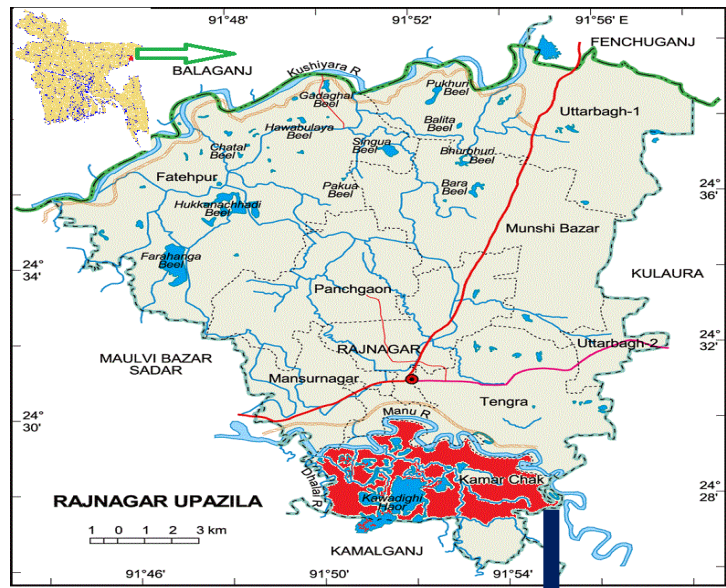 91°48'
91°52'
91°56' E
FENCHUGANJ
BALAGANJ
Kushiyara R
Gadaghal
Beel
Pukhuri
Beel
Uttarbagh-1
Hawabulaya
Beel
Balita
Beel
Chatal
Beel
Singua
Beel
Bhurbhuri
Beel
Fatehpur
Pakua
Beel
Bara
Beel
24°
36'
Hukkanachhadi
Beel
Munshi Bazar
Farahanga
Beel
24°
34'
KULAURA
Panchgaon
24°
32'
RAJNAGAR
Uttarbagh-2
MAULVI BAZAR
SADAR
Mansurnagar
Tengra
24°
30'
Manu R
Dhalai R
Kamar Chak
Kawadighi
Haor
24°
28'
RAJNAGAR UPAZILA
1 0 1 2 3 km
KAMALGANJ
91°46'
91°50'
91°54'